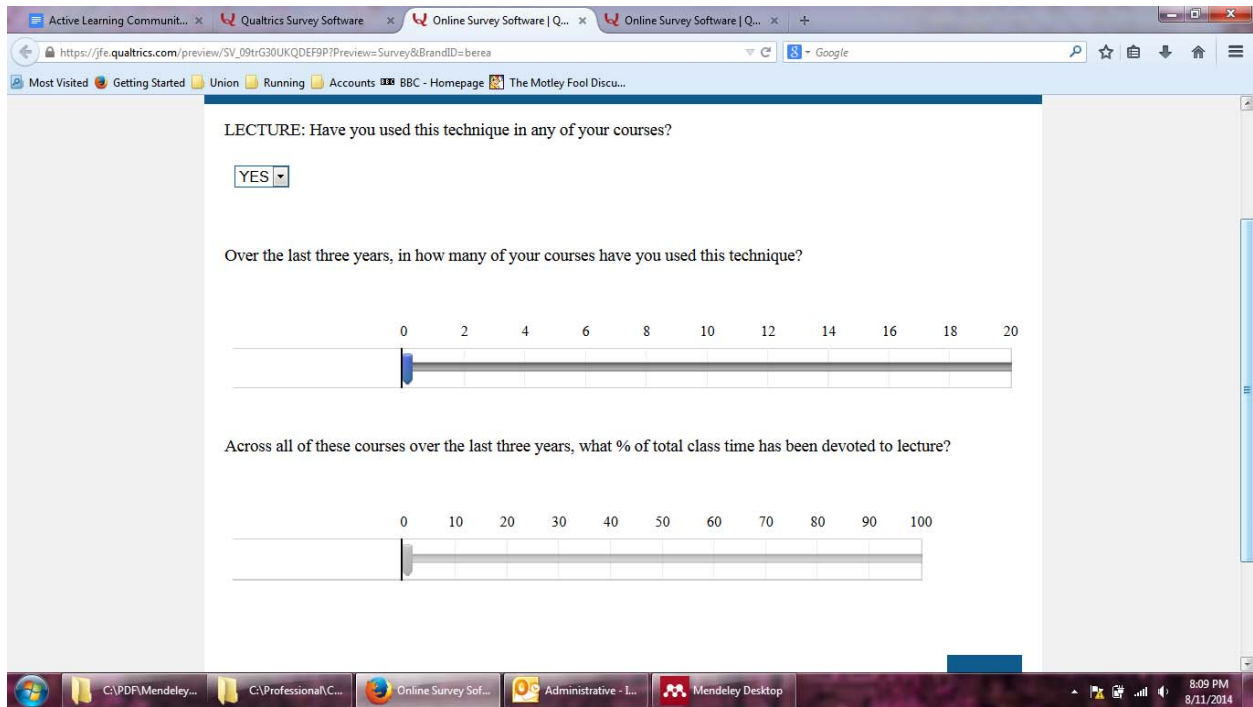 Active Learning Communit...
Qualtrics Survey Software
Online Survey Software | Q...
Online Survey Software | Q...
https://jfe.qualtrics.com/preview/SV_09trG30UKQDEF9P?Preview=Survey&BrandID=berea
Google
Most Visited Getting Started Union Running Accounts BBC - Homepage The Motley Fool Discu...
LECTURE: Have you used this technique in any of your courses?
YES
Over the last three years, in how many of your courses have you used this technique?
0 2 4 6 8 10 12 14 16 18 20
Across all of these courses over the last three years, what % of total class time has been devoted to lecture?
0 10 20 30 40 50 60 70 80 90 100
C:\PDF\Mendeley... C:\Professional\C... Online Survey Sof... Administrative - I... Mendeley Desktop
8:09 PM
8/11/2014